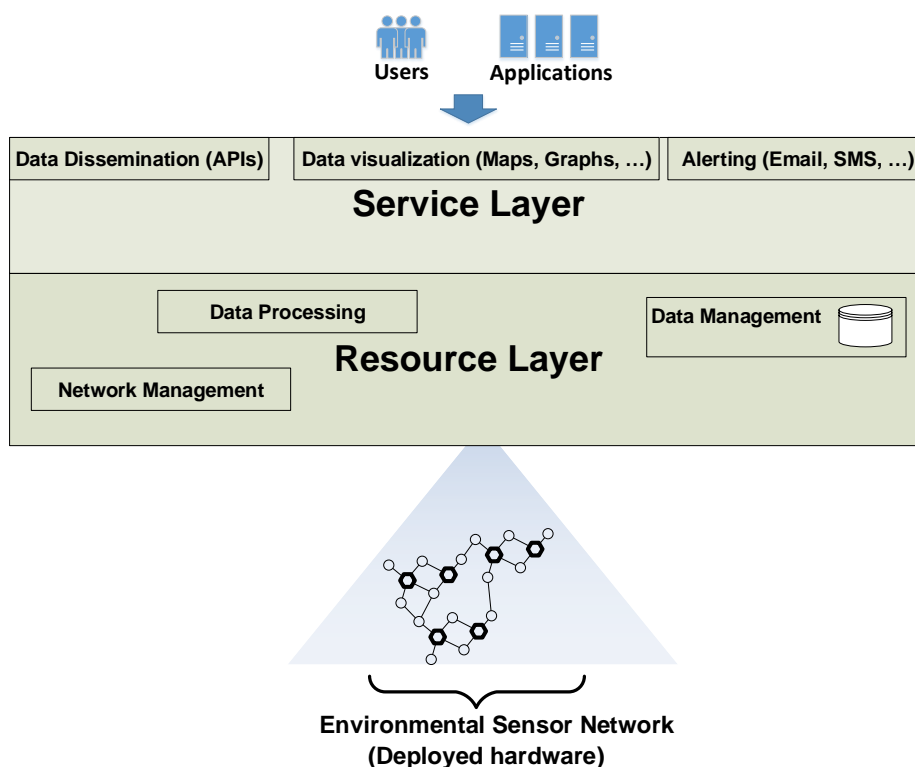 Users
Applications
Data Dissemination (APIs)
Data visualization (Maps, Graphs, …)
Alerting (Email, SMS, …)
Service Layer
Data Processing
Data Management
Resource Layer
Network Management
Environmental Sensor Network
(Deployed hardware)